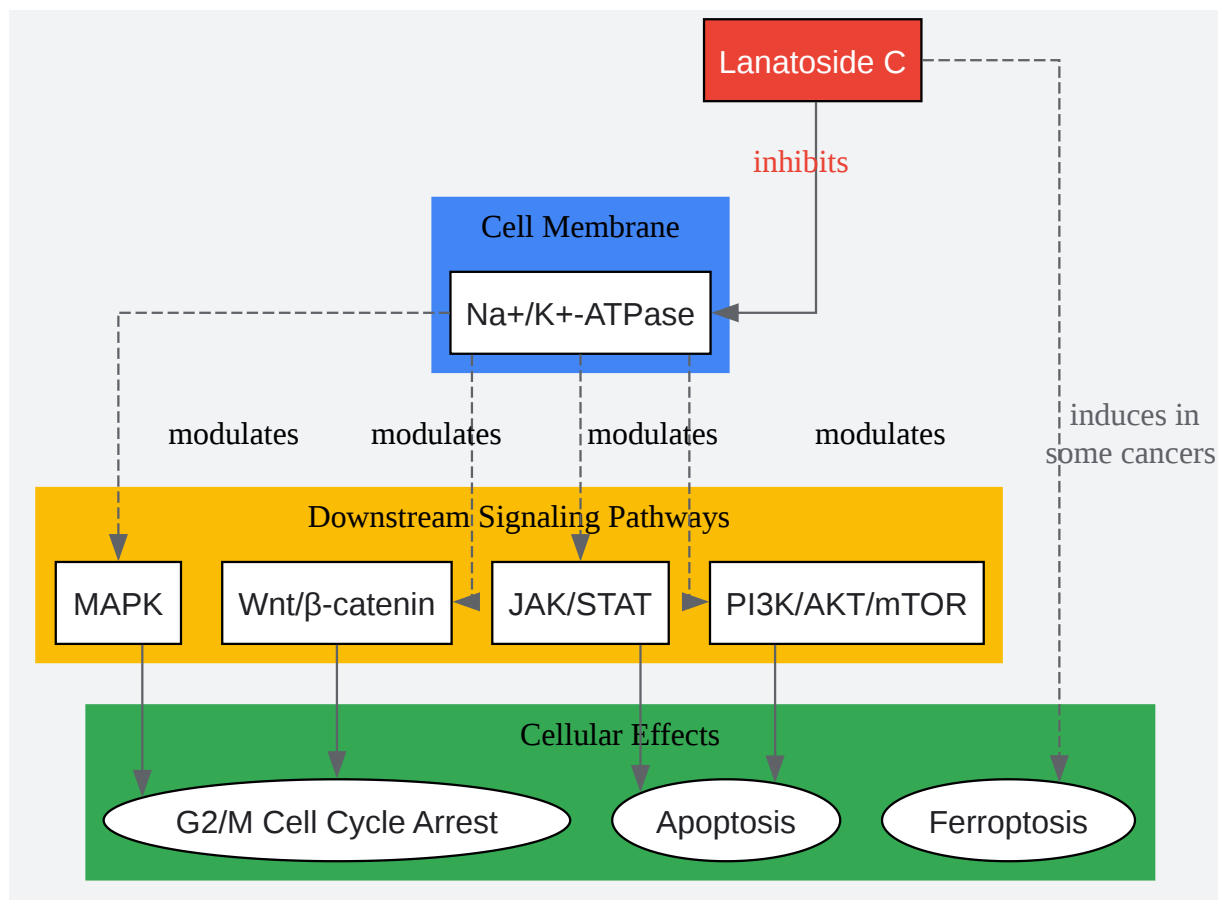 Lanatoside C
inhibits
Cell Membrane
Na+/K+-ATPase
induces in
some cancers
modulates
modulates
modulates
modulates
Downstream Signaling Pathways
MAPK
Wnt/β-catenin
JAK/STAT
PI3K/AKT/mTOR
Cellular Effects
G2/M Cell Cycle Arrest
Apoptosis
Ferroptosis